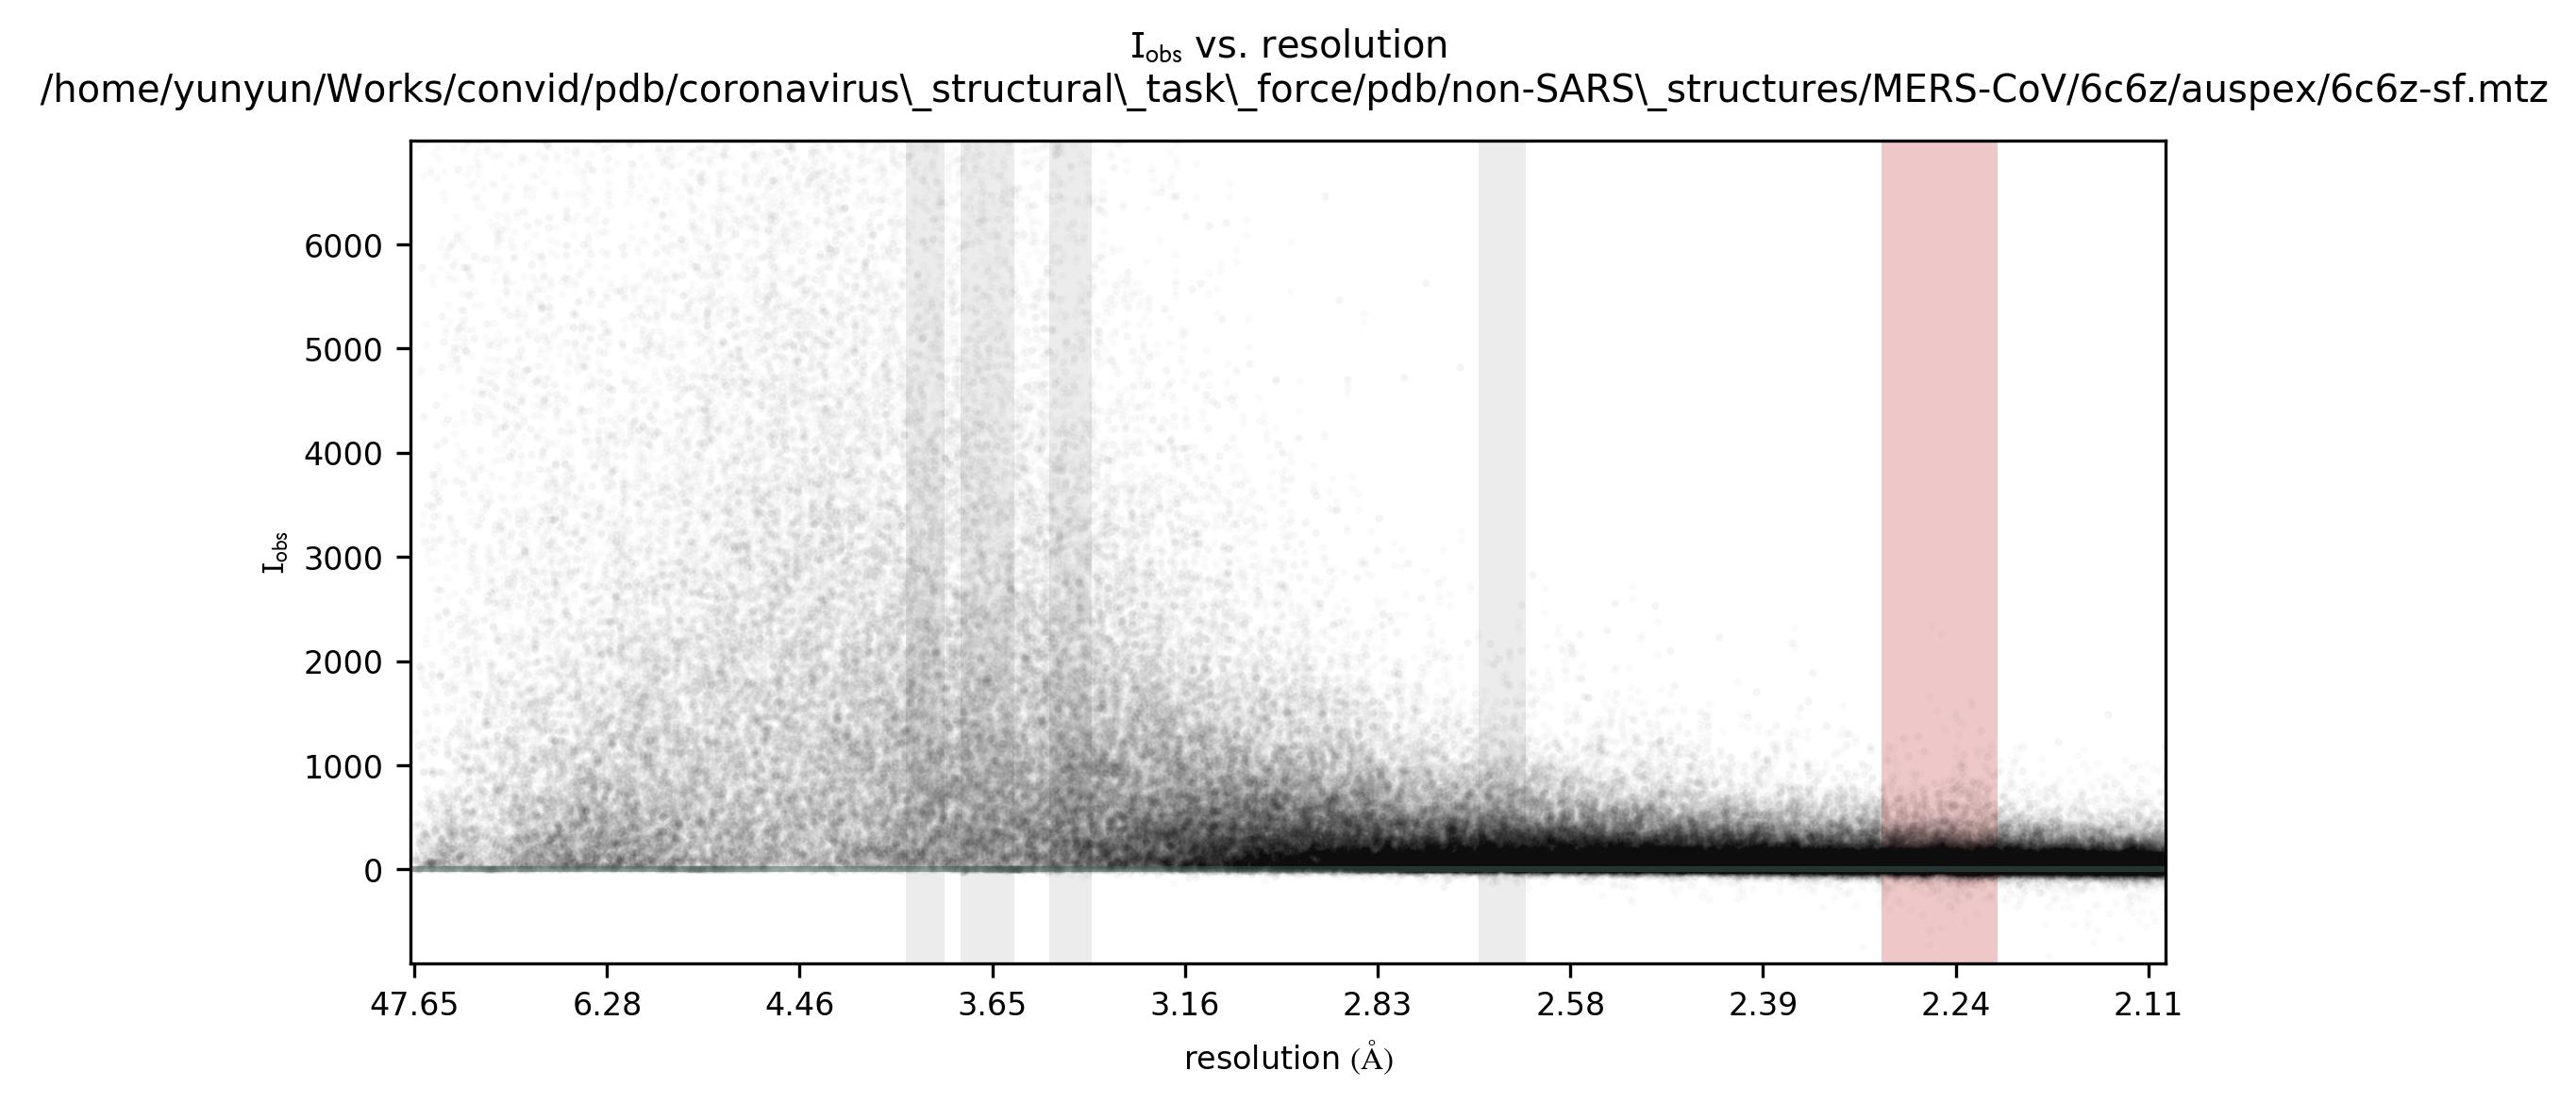 Iobs vs. resolution
/home/yunyun/Works/convid/pdb/coronavirus\_structural\_task\_force/pdb/non-SARS\_structures/MERS-CoV/6c6z/auspex/6c6z-sf.mtz
6000
5000
4000
3000
2000
1000
0
Iobs
47.65 6.28 4.46 3.65 3.16 2.83 2.58 2.39 2.24 2.11
resolution (Å)